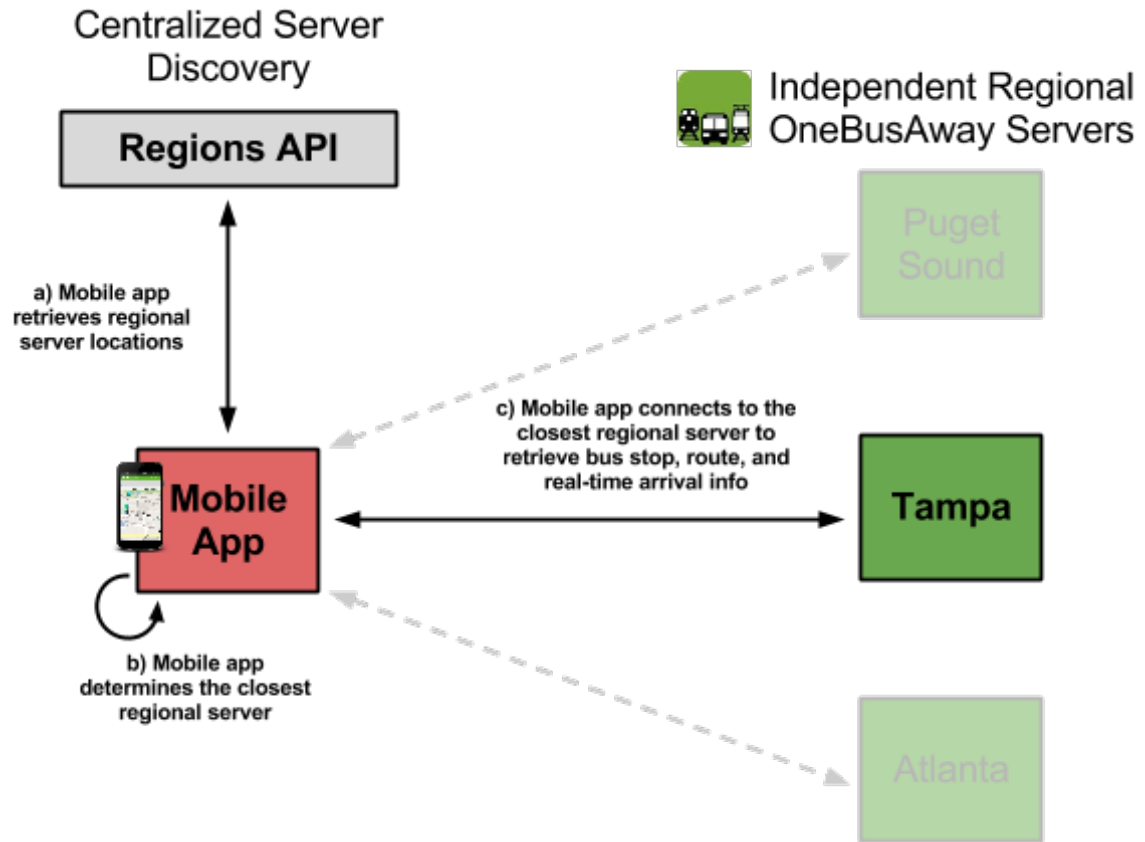 Centralized Server
Discovery
Regions API
Independent Regional
OneBusAway Servers
Puget
Sound
a) Mobile app
retrieves regional
server locations
c) Mobile app connects to the
closest regional server to
retrieve bus stop, route, and
real-time arrival info
Mobile
App
Tampa
b) Mobile app
determines the closest
regional server
Atlanta